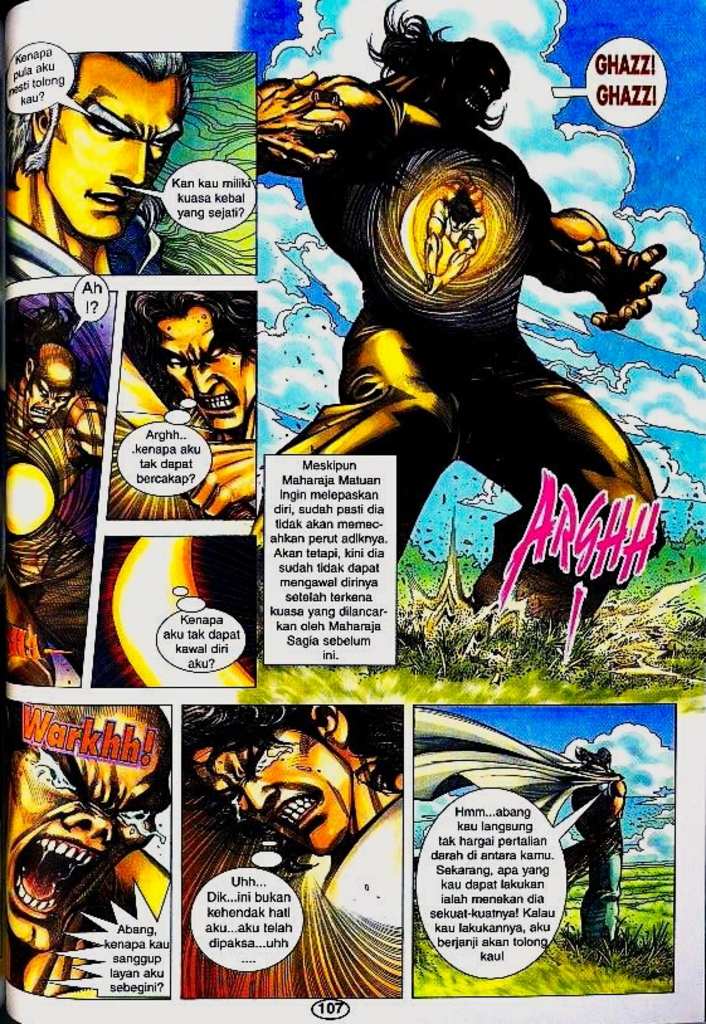 Kenapa
pula aku
mesti tolong
kau?
Kan kau miliki
kuasa kebal
yang sejati?
GHAZZ!
GHAZZ!
Ah
!?
Arghh..
..kenapa aku
tak dapat
bercakap?
Kenapa
aku tak dapat
kawal diri
aku?
Meskipun
Maharaja Matuan
ingin melepaskan
diri, sudah pasti dia
tidak akan memec-
ahkan perut adiknya.
Akan tetapi, kini dia
sudah tidak dapat
mengawal dirinya
setelah terkena
kuasa yang dilancar-
kan oleh Maharaja
Sagia sebelum
ini.
ARGHH
!
Warkhh!
Abang,
kenapa kau
sanggup
layan aku
sebegini?
Uhh...
Dik...ini bukan
kehendak hati
aku...aku telah
dipaksa...uhh
....
Hmm...abang
kau langsung
tak hargai pertalian
darah di antara kamu.
Sekarang, apa yang
kau dapat lakukan
ialah menekan dia
sekuat-kuatnya! Kalau
kau lakukannya, aku
berjanji akan tolong
kau!
107